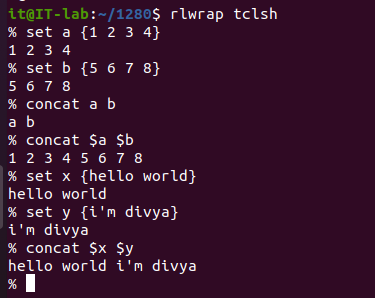 it@IT-lab:~/1280$ rlwrap tclsh
% set a {1 2 3 4}
1 2 3 4
% set b {5 6 7 8}
5 6 7 8
% concat a b
a b
% concat $a $b
1 2 3 4 5 6 7 8
% set x {hello world}
hello world
% set y {i'm divya}
i'm divya
% concat $x $y
hello world i'm divya
%